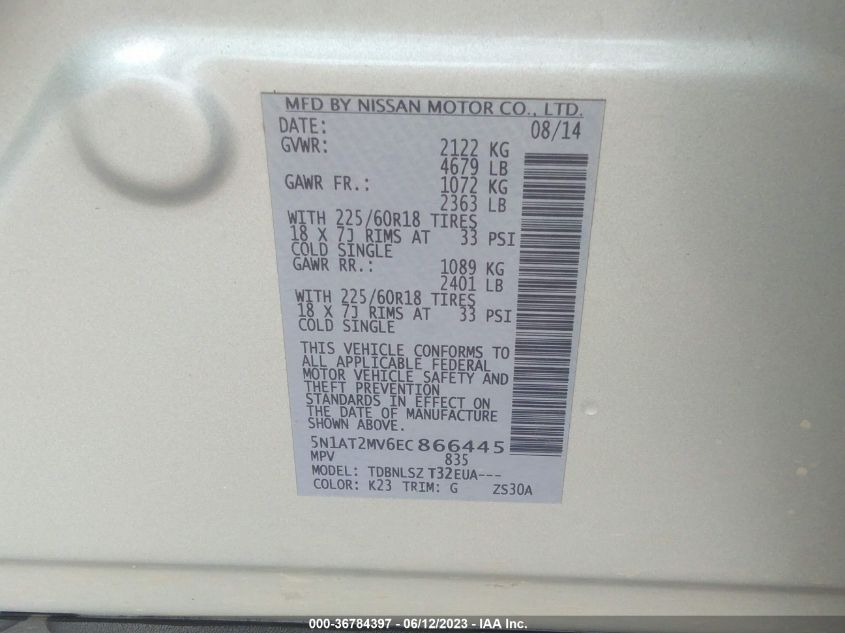 MFD BY NISSAN MOTOR CO., LTD.
DATE: 08/14
GVWR: 2122 KG
4679 LB
GAWR FR.: 1072 KG
2363 LB
WITH 225/60R18 TIRES
18 X 7J RIMS AT 33 PSI
COLD SINGLE
GAWR RR.: 1089 KG
2401 LB
WITH 225/60R18 TIRES
18 X 7J RIMS AT 33 PSI
COLD SINGLE
THIS VEHICLE CONFORMS TO
ALL APPLICABLE FEDERAL
MOTOR VEHICLE SAFETY AND
THEFT PREVENTION
STANDARDS IN EFFECT ON
THE DATE OF MANUFACTURE
SHOWN ABOVE.
5N1AT2MV6EC866445
MPV 835
MODEL: TDBNLSZ T32EUA---
COLOR: K23 TRIM: G ZS30A
000-36784397 - 06/12/2023 - IAA Inc.